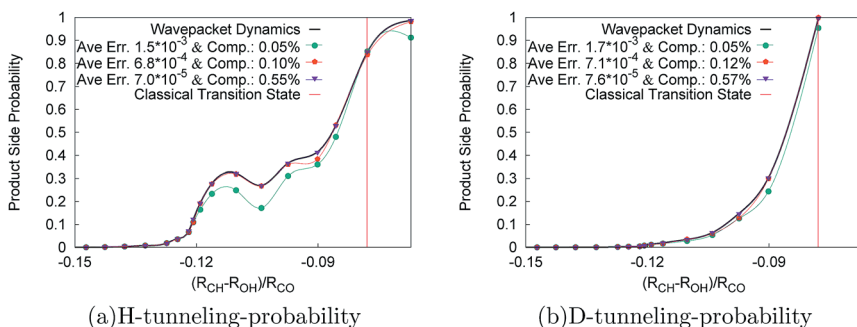 Product Side Probability
1
0.9
0.8
0.7
0.6
0.5
0.4
0.3
0.2
0.1
0
Wavepacket Dynamics
Ave Err. 1.5*10⁻³ & Comp.: 0.05%
Ave Err. 6.8*10⁻⁴ & Comp.: 0.10%
Ave Err. 7.0*10⁻⁵ & Comp.: 0.55%
Classical Transition State
-0.15 -0.12 -0.09
(R_CH-R_OH)/R_CO
(a)H-tunneling-probability
Product Side Probability
1
0.9
0.8
0.7
0.6
0.5
0.4
0.3
0.2
0.1
0
Wavepacket Dynamics
Ave Err. 1.7*10⁻³ & Comp.: 0.05%
Ave Err. 7.1*10⁻⁴ & Comp.: 0.12%
Ave Err. 7.6*10⁻⁵ & Comp.: 0.57%
Classical Transition State
-0.15 -0.12 -0.09
(R_CH-R_OH)/R_CO
(b)D-tunneling-probability